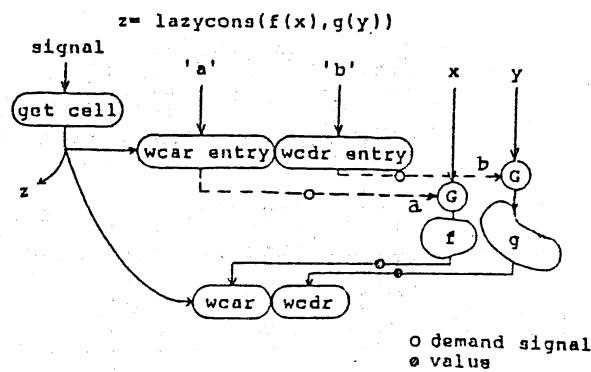 z= lazycons(f(x),g(y))
signal
'a'
'b'
x
y
get cell
wcar entry
wcdr entry
b
G
z
a
G
f
g
wcar
wcdr
o demand signal
ø value